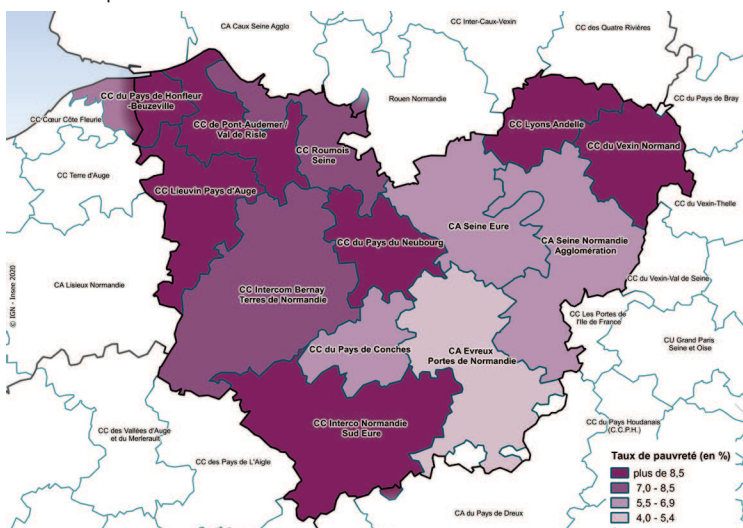 CA Caux Seine Agglo
CC Inter-Caux-Vexin
CC des Quatre Rivières
Rouen Normandie
CC du Pays de Bray
CC du Pays de Honfleur
-Beuzeville
CC Cœur Côte Fleurie
CC de Pont-Audemer /
Val de Risle
CC Roumois
Seine
CC Lyons Andelle
CC du Vexin Normand
CC Terre d'Auge
CC Lieuvin Pays d'Auge
CC du Vexin-Thelle
CA Seine Eure
CA Seine Normandie
Agglomération
CC du Pays du Neubourg
CA Lisieux Normandie
CC Intercom Bernay
Terres de Normandie
CC du Vexin-Val de Seine
CC Les Portes de
l'Ile de France
CU Grand Paris
Seine et Oise
CC du Pays de Conches
CA Evreux
Portes de Normandie
CC Interco Normandie
Sud Eure
CC des Vallées d'Auge
et du Merlerault
CC des Pays de L'Aigle
CC du Pays Houdanais
(C.C.P.H.)
CA du Pays de Dreux
© IGN - Insee 2020
Taux de pauvreté (en %)
plus de 8,5
7,0 - 8,5
5,5 - 6,9
4,0 - 5,4